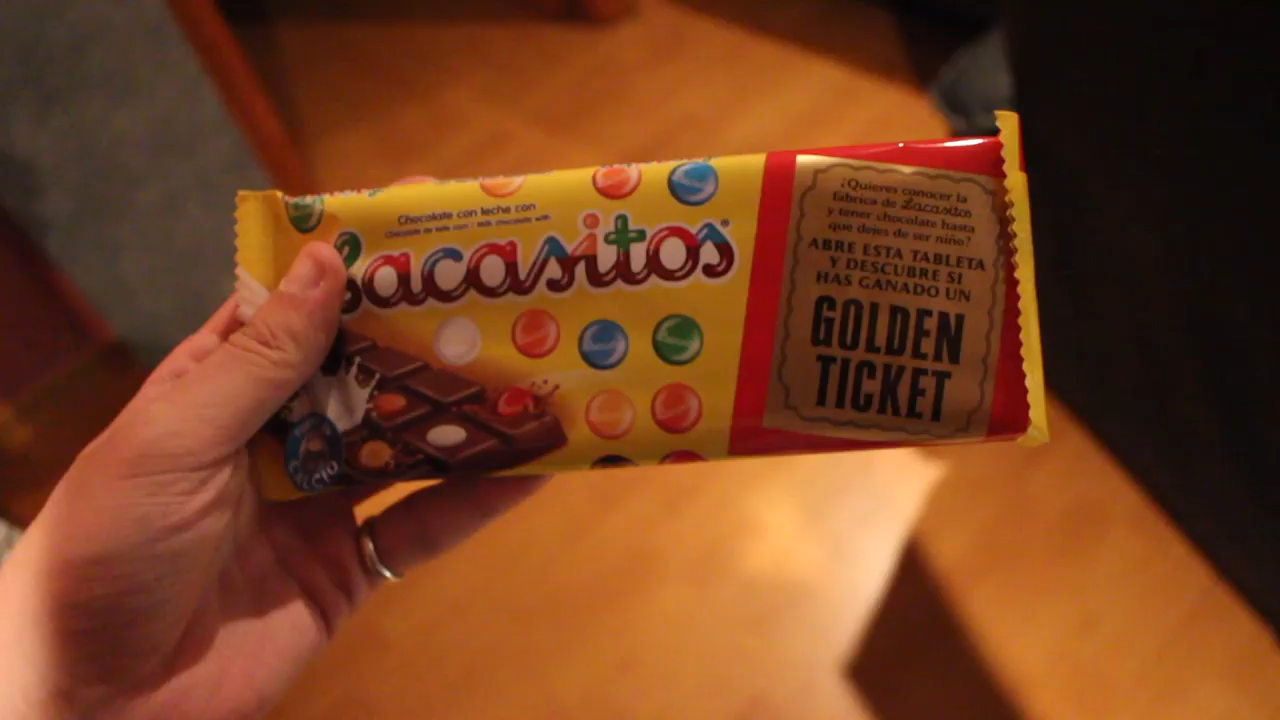 Chocolate con leche con
Lacasitos
¿Quieres conocer la
fábrica de Lacasitos
y tener chocolate hasta
que dejes de ser niño?
ABRE ESTA TABLETA
Y DESCUBRE SI
HAS GANADO UN
GOLDEN
TICKET